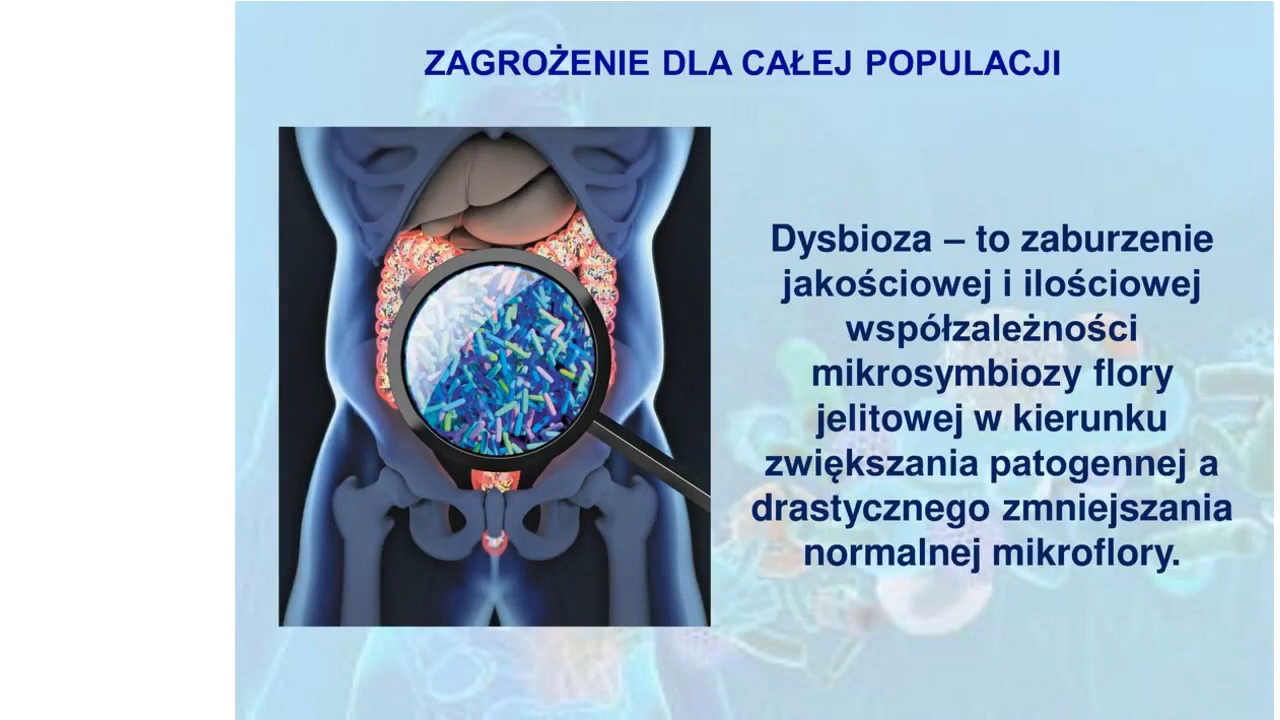 ZAGROŻENIE DLA CAŁEJ POPULACJI
Dysbioza – to zaburzenie
jakościowej i ilościowej
współzależności
mikrosymbiozy flory
jelitowej w kierunku
zwiększania patogennej a
drastycznego zmniejszania
normalnej mikroflory.